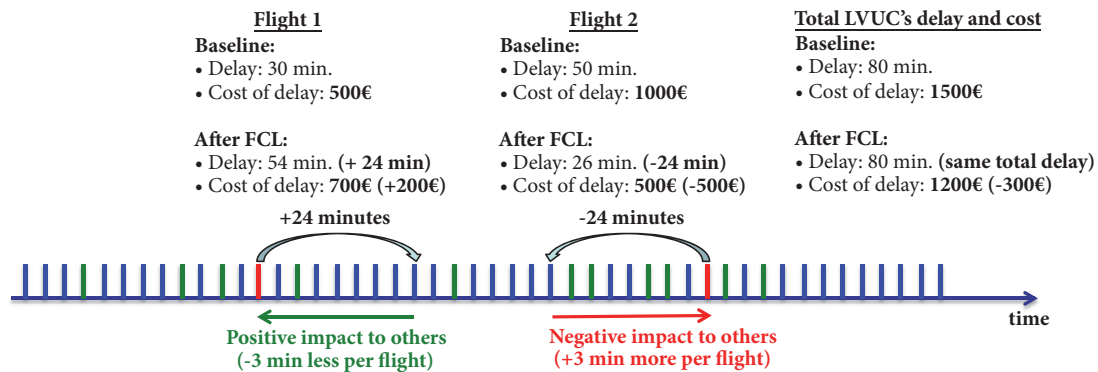 Flight 1
Baseline:
• Delay: 30 min.
• Cost of delay: 500€
After FCL:
• Delay: 54 min. (+ 24 min)
• Cost of delay: 700€ (+200€)
Flight 2
Baseline:
• Delay: 50 min.
• Cost of delay: 1000€
After FCL:
• Delay: 26 min. (-24 min)
• Cost of delay: 500€ (-500€)
Total LVUC's delay and cost
Baseline:
• Delay: 80 min.
• Cost of delay: 1500€
After FCL:
• Delay: 80 min. (same total delay)
• Cost of delay: 1200€ (-300€)
+24 minutes
-24 minutes
time
Positive impact to others
(-3 min less per flight)
Negative impact to others
(+3 min more per flight)